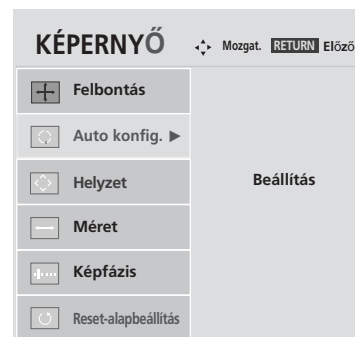 KÉPERNYŐ Mozgat. RETURN Előző
Felbontás
Auto konfig. ▶
Helyzet Beállítás
Méret
Képfázis
Reset-alapbeállítás